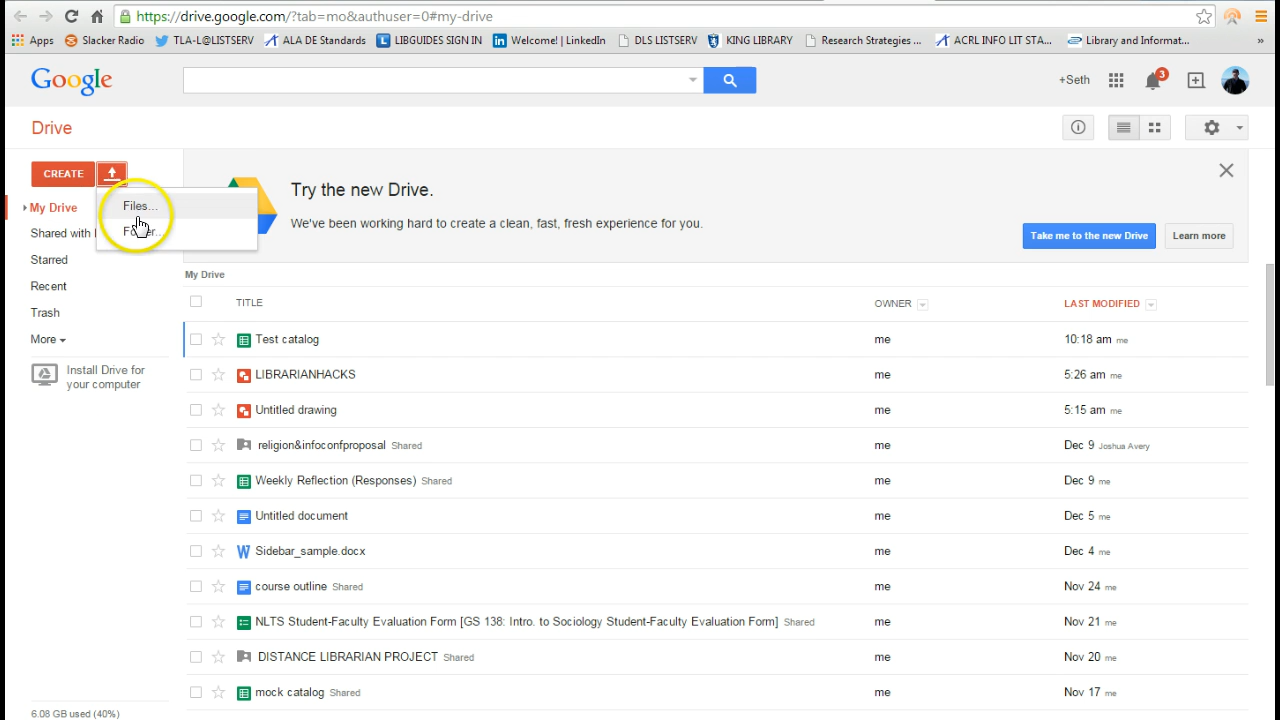 https://drive.google.com/?tab=mo&authuser=0#my-drive
Apps Slacker Radio TLA-L@LISTSERV ALA DE Standards LIBGUIDES SIGN IN Welcome! | LinkedIn DLS LISTSERV KING LIBRARY Research Strategies ... ACRL INFO LIT STA... Library and Informat... »
Google
+Seth
3
Drive
CREATE
Files...
My Drive
Shared with
Starred
Recent
Trash
More
Install Drive for
your computer
6.08 GB used (40%)
Try the new Drive.
We've been working hard to create a clean, fast, fresh experience for you.
Take me to the new Drive Learn more
My Drive
TITLE OWNER LAST MODIFIED
Test catalog me 10:18 am me
LIBRARIANHACKS me 5:26 am me
Untitled drawing me 5:15 am me
religion&infoconfproposal Shared me Dec 9 Joshua Avery
Weekly Reflection (Responses) Shared me Dec 9 me
Untitled document me Dec 5 me
Sidebar_sample.docx me Dec 4 me
course outline Shared me Nov 24 me
NLTS Student-Faculty Evaluation Form [GS 138: Intro. to Sociology Student-Faculty Evaluation Form] Shared me Nov 21 me
DISTANCE LIBRARIAN PROJECT Shared me Nov 20 me
mock catalog Shared me Nov 17 me